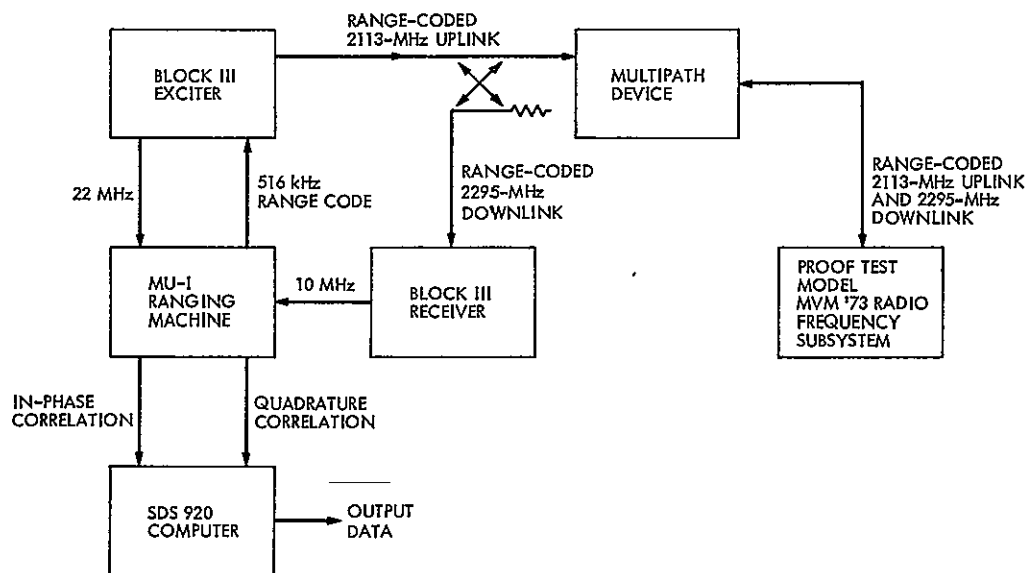 RANGE-CODED
2113-MHz UPLINK
BLOCK III
EXCITER
MULTIPATH
DEVICE
22 MHz
516 kHz
RANGE CODE
RANGE-CODED
2295-MHz
DOWNLINK
RANGE-CODED
2113-MHz UPLINK
AND 2295-MHz
DOWNLINK
MU-I
RANGING
MACHINE
10 MHz
BLOCK III
RECEIVER
PROOF TEST
MODEL
MVM '73 RADIO
FREQUENCY
SUBSYSTEM
IN-PHASE
CORRELATION
QUADRATURE
CORRELATION
SDS 920
COMPUTER
OUTPUT
DATA